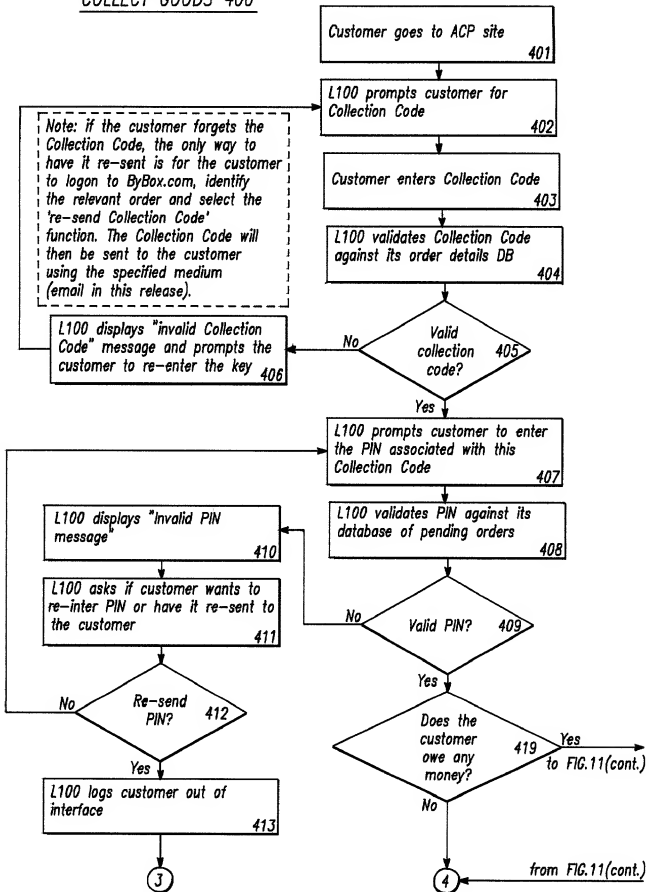 COLLECT GOODS 400
Customer goes to ACP site
401
L100 prompts customer for
Collection Code
402
Note: if the customer forgets the
Collection Code, the only way to
have it re-sent is for the customer
to logon to ByBox.com, identify
the relevant order and select the
're-send Collection Code'
function. The Collection Code will
then be sent to the customer
using the specified medium
(email in this release).
Customer enters Collection Code
403
L100 validates Collection Code
against its order details DB
404
Valid
collection
code?
405
No
Yes
L100 displays "invalid Collection
Code" message and prompts the
customer to re-enter the key
406
L100 prompts customer to enter
the PIN associated with this
Collection Code
407
L100 validates PIN against its
database of pending orders
408
Valid PIN?
409
No
Yes
L100 displays "Invalid PIN
message"
410
L100 asks if customer wants to
re-inter PIN or have it re-sent to
the customer
411
Re-send
PIN?
412
No
Yes
L100 logs customer out of
interface
413
3
Does the
customer
owe any
money?
419
Yes
to FIG.11(cont.)
No
4
from FIG.11(cont.)